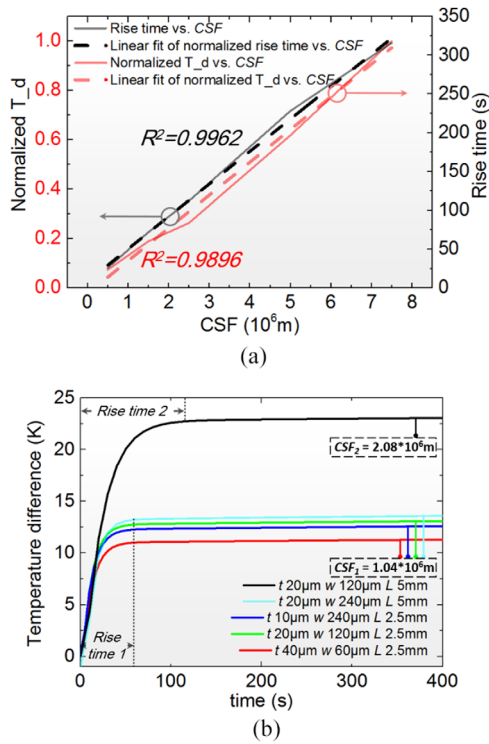 Rise time vs. CSF
Linear fit of normalized rise time vs. CSF
Normalized T_d vs. CSF
Linear fit of normalized T_d vs. CSF
Normalized T_d
1.0
0.8
0.6
0.4
0.2
0.0
R²=0.9962
R²=0.9896
350
300
250
200
150
100
50
0
Rise time (s)
0 1 2 3 4 5 6 7 8
CSF (10⁶m)
(a)
Temperature difference (K)
25
20
15
10
5
0
Rise time 2
CSF₂ = 2.08*10⁶m
CSF₁ = 1.04*10⁶m
t 20μm w 120μm L 5mm
t 20μm w 240μm L 5mm
t 10μm w 240μm L 2.5mm
t 20μm w 120μm L 2.5mm
t 40μm w 60μm L 2.5mm
Rise
time 1
0 100 200 300 400
time (s)
(b)